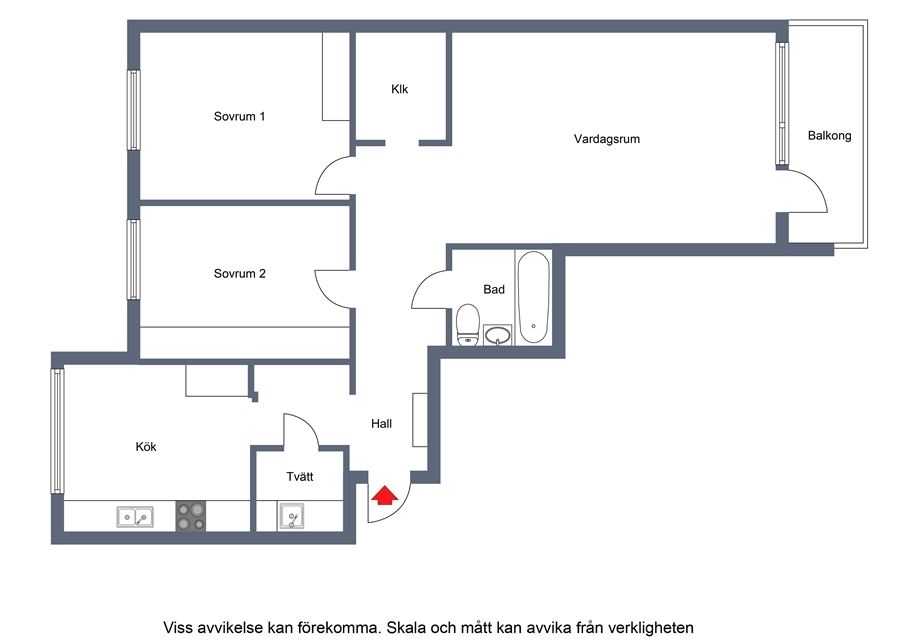 Klk
Sovrum 1
Vardagsrum
Balkong
Sovrum 2
Bad
Hall
Kök
Tvätt
Viss avvikelse kan förekomma. Skala och mått kan avvika från verkligheten